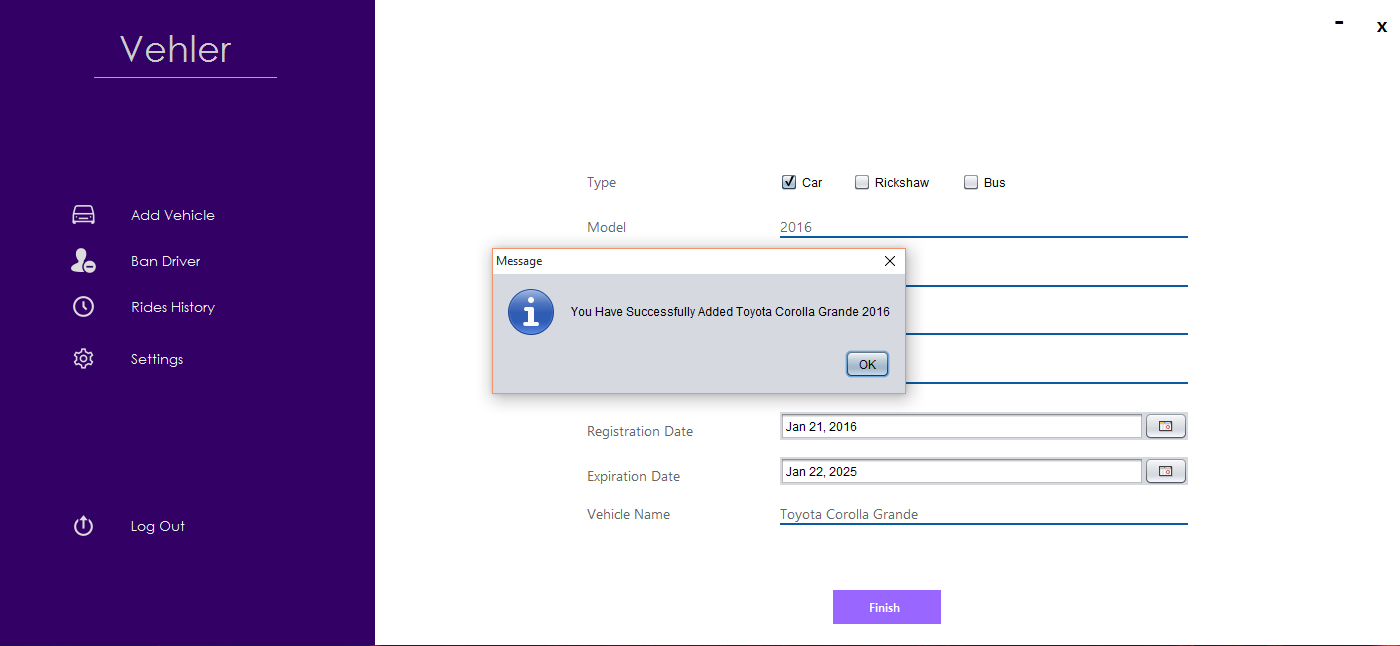 Vehler
Add Vehicle
Ban Driver
Rides History
Settings
Log Out
- x
Type Car Rickshaw Bus
Model 2016
Message
You Have Successfully Added Toyota Corolla Grande 2016
OK
Registration Date Jan 21, 2016
Expiration Date Jan 22, 2025
Vehicle Name Toyota Corolla Grande
Finish